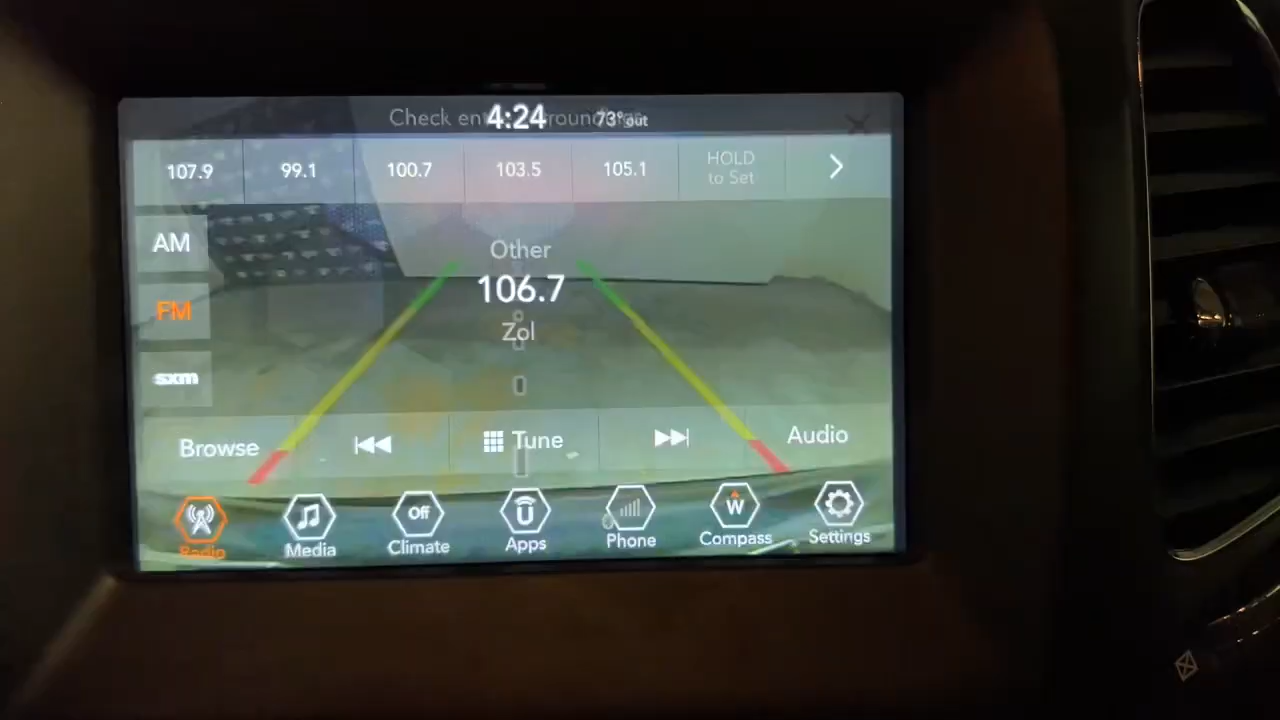 Check en
4:24
73° out
107.9 99.1 100.7 103.5 105.1 HOLD to Set
AM
Other
106.7
FM
Zol
sxm
Browse Tune Audio
Off
W
Radio Media Climate Apps Phone Compass Settings